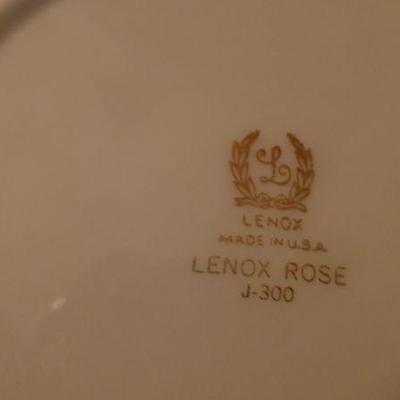 L
LENOX
MADE IN U.S.A.
LENOX ROSE
J-300